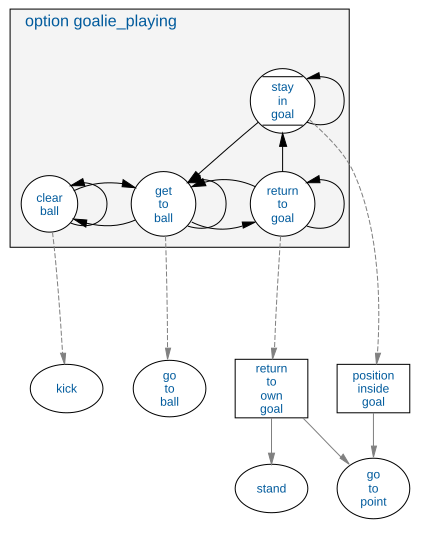 option goalie_playing
stay
in
goal
clear
ball
get
to
ball
return
to
goal
kick
go
to
ball
return
to
own
goal
position
inside
goal
stand
go
to
point